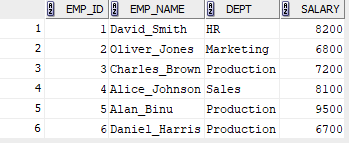 EMP_ID EMP_NAME DEPT SALARY
1 1 David_Smith HR 8200
2 2 Oliver_Jones Marketing 6800
3 3 Charles_Brown Production 7200
4 4 Alice_Johnson Sales 8100
5 5 Alan_Binu Production 9500
6 6 Daniel_Harris Production 6700